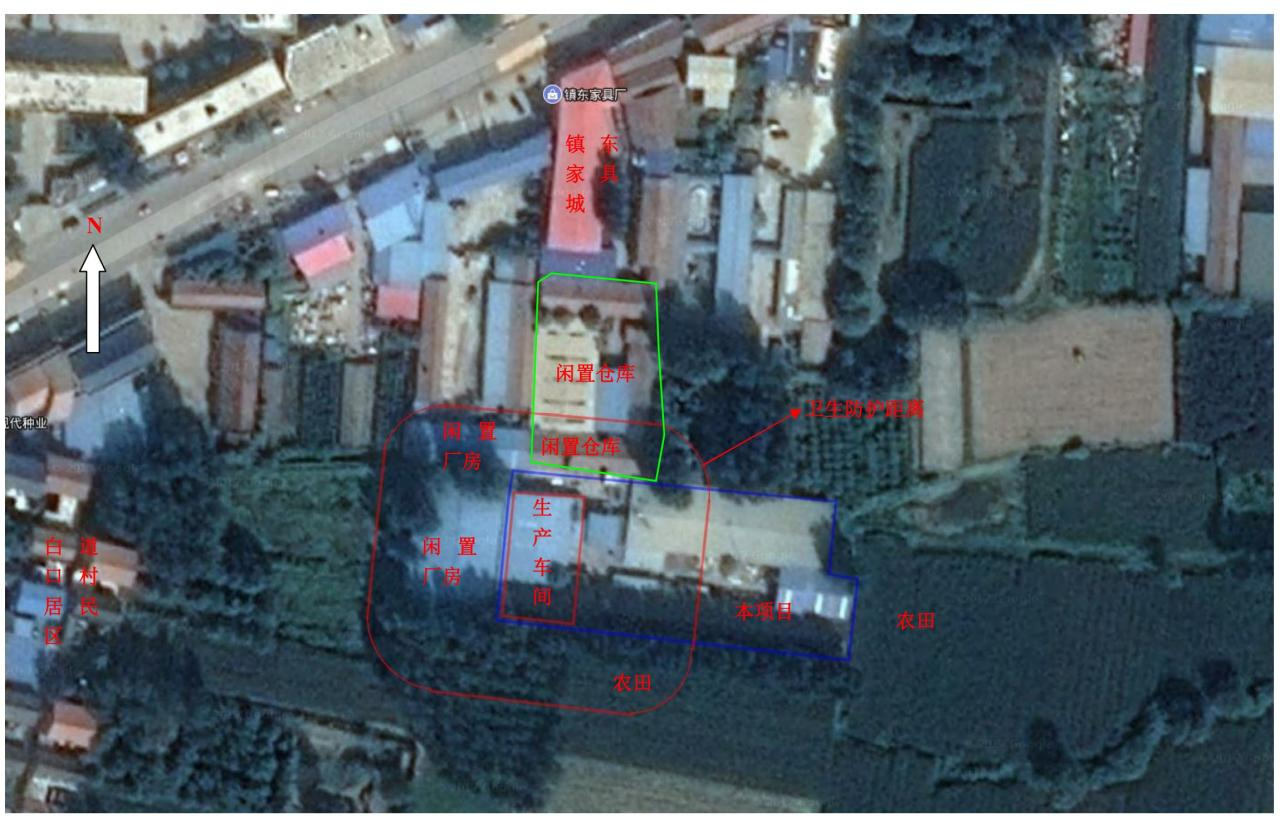 镇东家具厂
镇 东
家 具
城
N
闲置仓库
卫生防护距离
代种业
闲 置
厂房
闲置仓库
生
产
车
间
闲 置
厂房
白 道
口 村
居 民
区
本项目
农田
农田